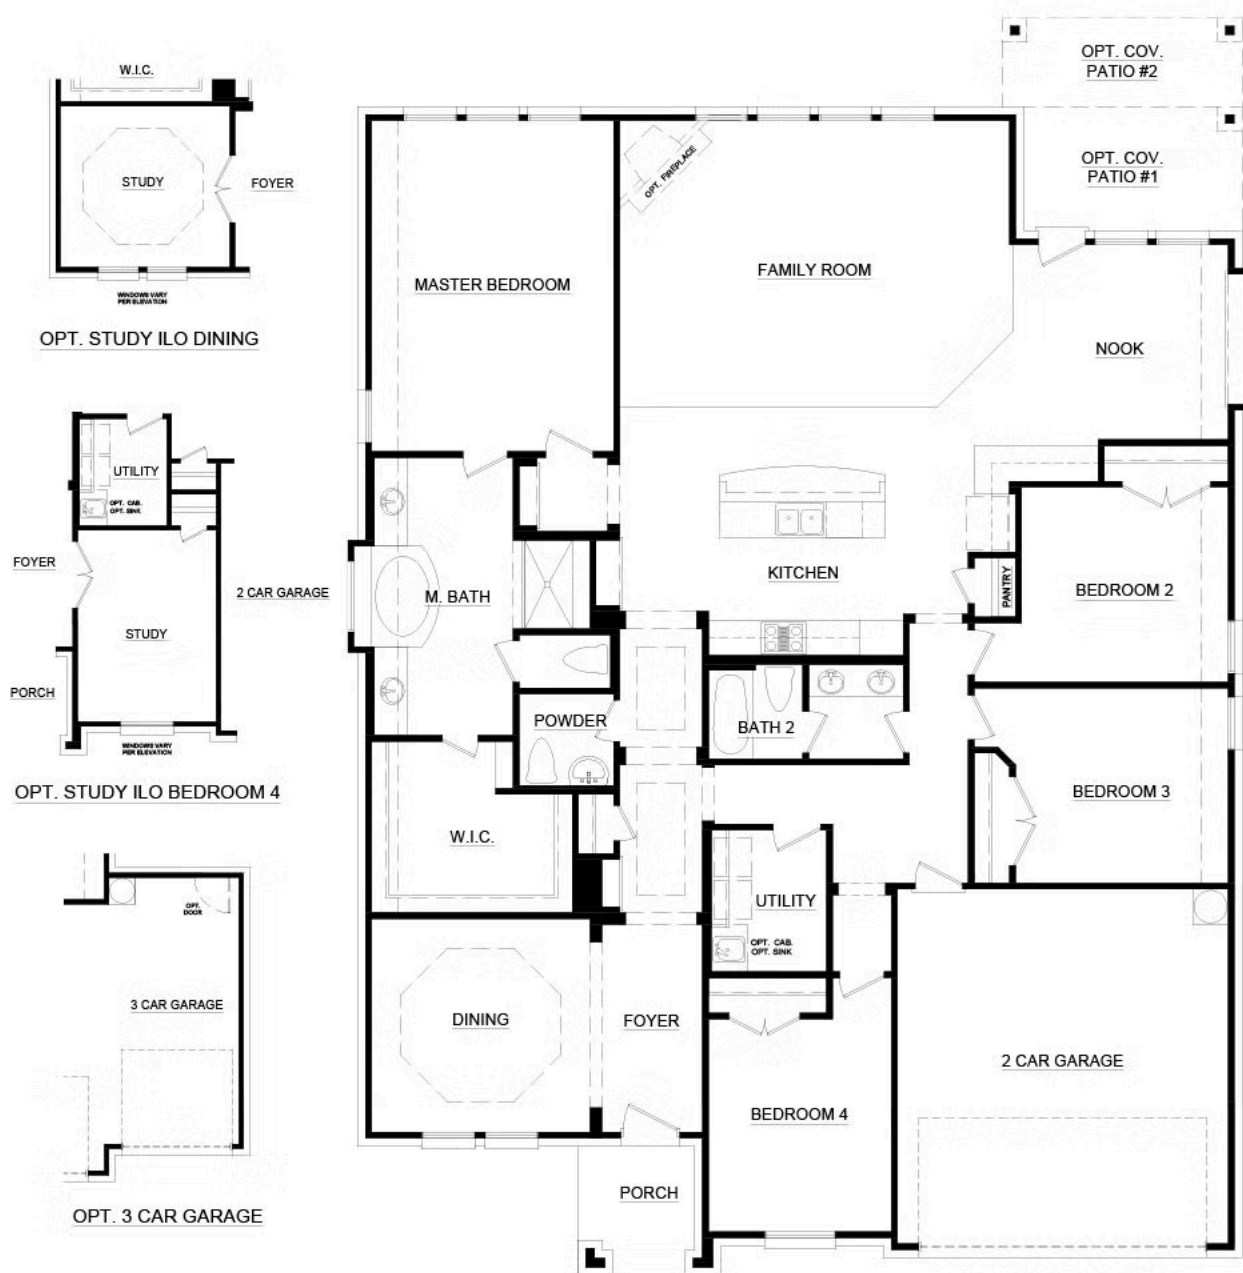 W.I.C.
STUDY
FOYER
WINDOWS VARY
PER ELEVATION
OPT. STUDY ILO DINING
UTILITY
OPT. CAB.
OPT. SINK
FOYER
2 CAR GARAGE
STUDY
PORCH
WINDOWS VARY
PER ELEVATION
OPT. STUDY ILO BEDROOM 4
OPT.
DOOR
3 CAR GARAGE
OPT. 3 CAR GARAGE
OPT. COV.
PATIO #2
OPT. COV.
PATIO #1
OPT. FIREPLACE
FAMILY ROOM
MASTER BEDROOM
NOOK
KITCHEN
PANTRY
BEDROOM 2
M. BATH
POWDER
BATH 2
BEDROOM 3
W.I.C.
UTILITY
OPT. CAB.
OPT. SINK
DINING
FOYER
2 CAR GARAGE
BEDROOM 4
PORCH